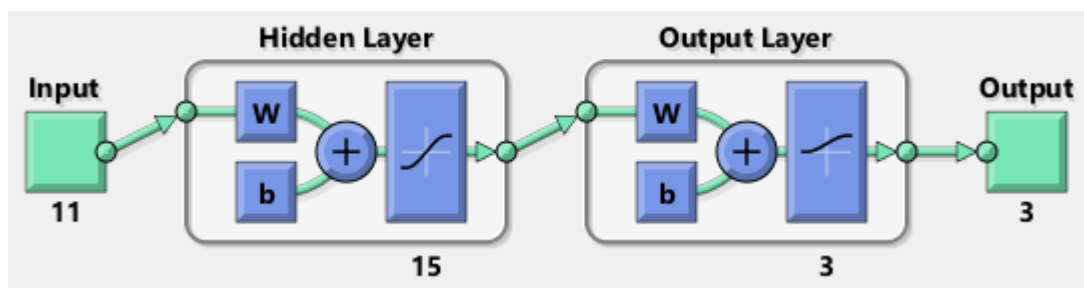 Hidden Layer
Output Layer
Input
Output
W
W
+
+
b
b
11
3
15
3